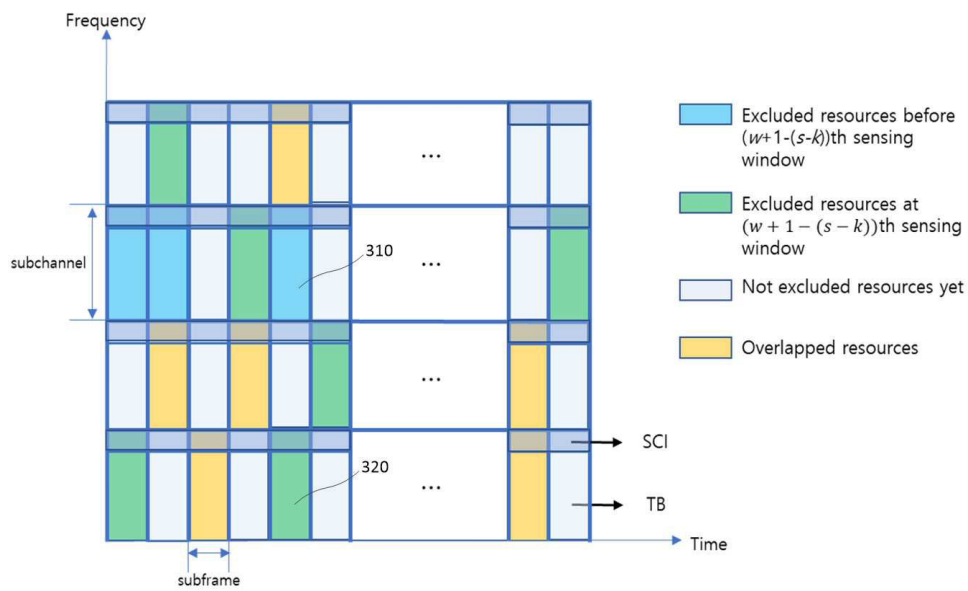 Frequency
Excluded resources before
(w+1-(s-k))th sensing
window
...
Excluded resources at
(w + 1 − (s − k))th sensing
window
310
subchannel
...
Not excluded resources yet
Overlapped resources
...
SCI
320
...
TB
Time
subframe